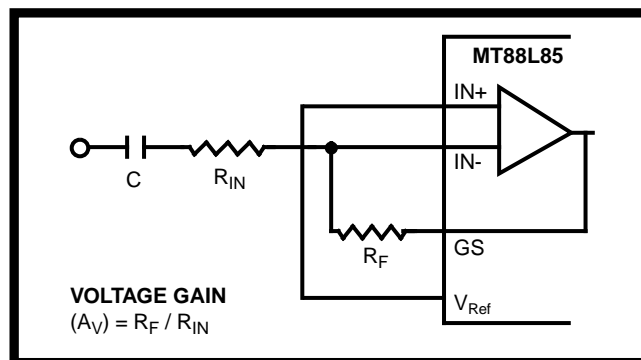 MT88L85
IN+
IN-
C
R_IN
R_F
GS
V_Ref
VOLTAGE GAIN
(A_V) = R_F / R_IN